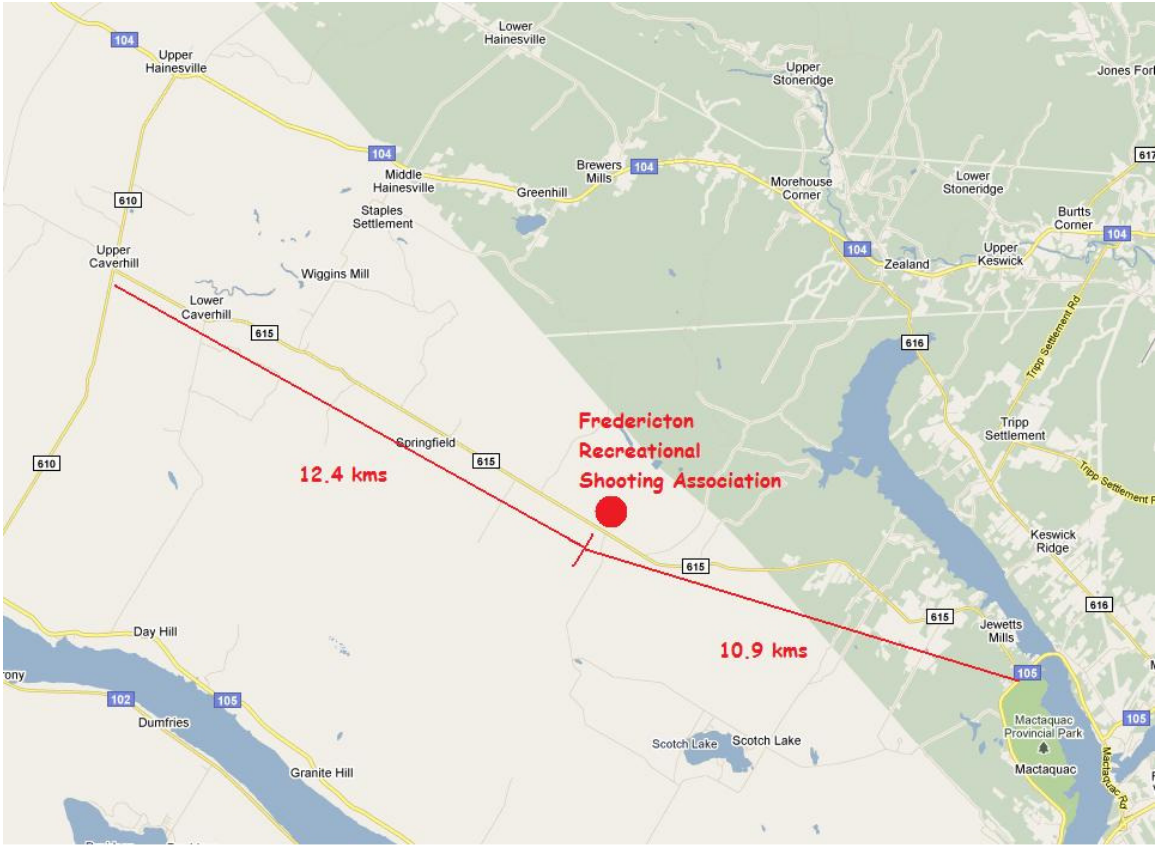 Lower
Hainesville
104
Upper
Hainesville
Upper
Stoneridge
Jones For
104
Middle
Hainesville
Brewers
Mills
104
617
Greenhill
Morehouse
Corner
Lower
Stoneridge
610
Staples
Settlement
Burtts
Corner
104
Upper
Caverhill
104
Upper
Keswick
Zealand
Wiggins Mill
Lower
Caverhill
615
616
Tripp Settlement Rd
Fredericton
Recreational
Shooting Association
Tripp
Settlement
Springfield
610
615
12.4 kms
Tripp Settlement R
Keswick
Ridge
615
616
615
Jewetts
Mills
Day Hill
10.9 kms
105
rony
102
105
Dumfries
Mactaquac
Provincial Park
105
Scotch Lake
Scotch Lake
Granite Hill
Mactaquac
Mactaquac Rd